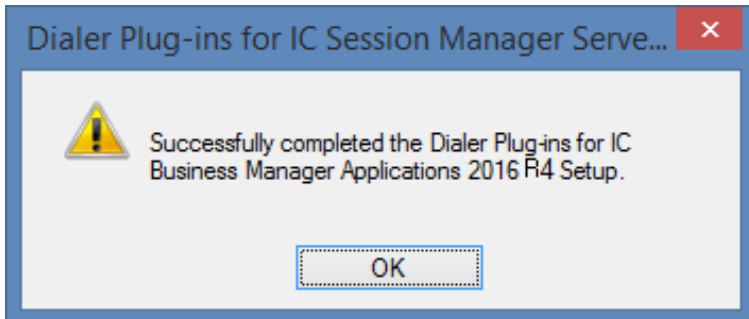 Dialer Plug-ins for IC Session Manager Serve...
Successfully completed the Dialer Plug-ins for IC
Business Manager Applications 2016 R4 Setup.
OK